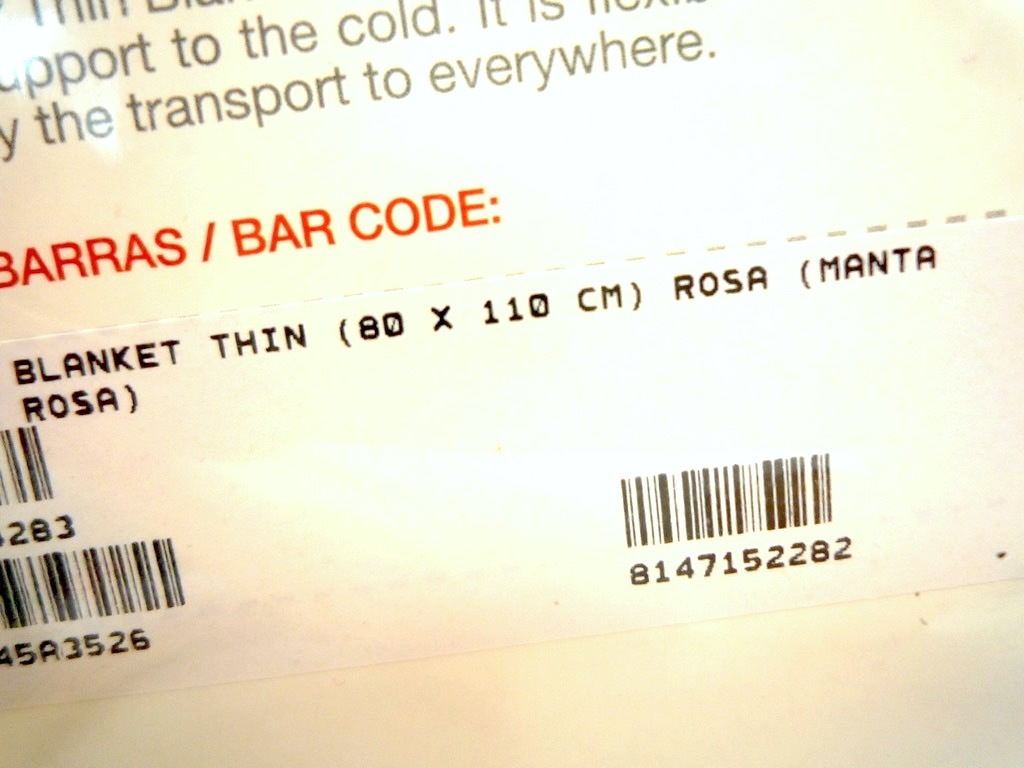 Thin
upport to the cold. It is
y the transport to everywhere.
BARRAS / BAR CODE:
BLANKET THIN (80 X 110 CM) ROSA (MANTA
ROSA)
283
8147152282
45A3526